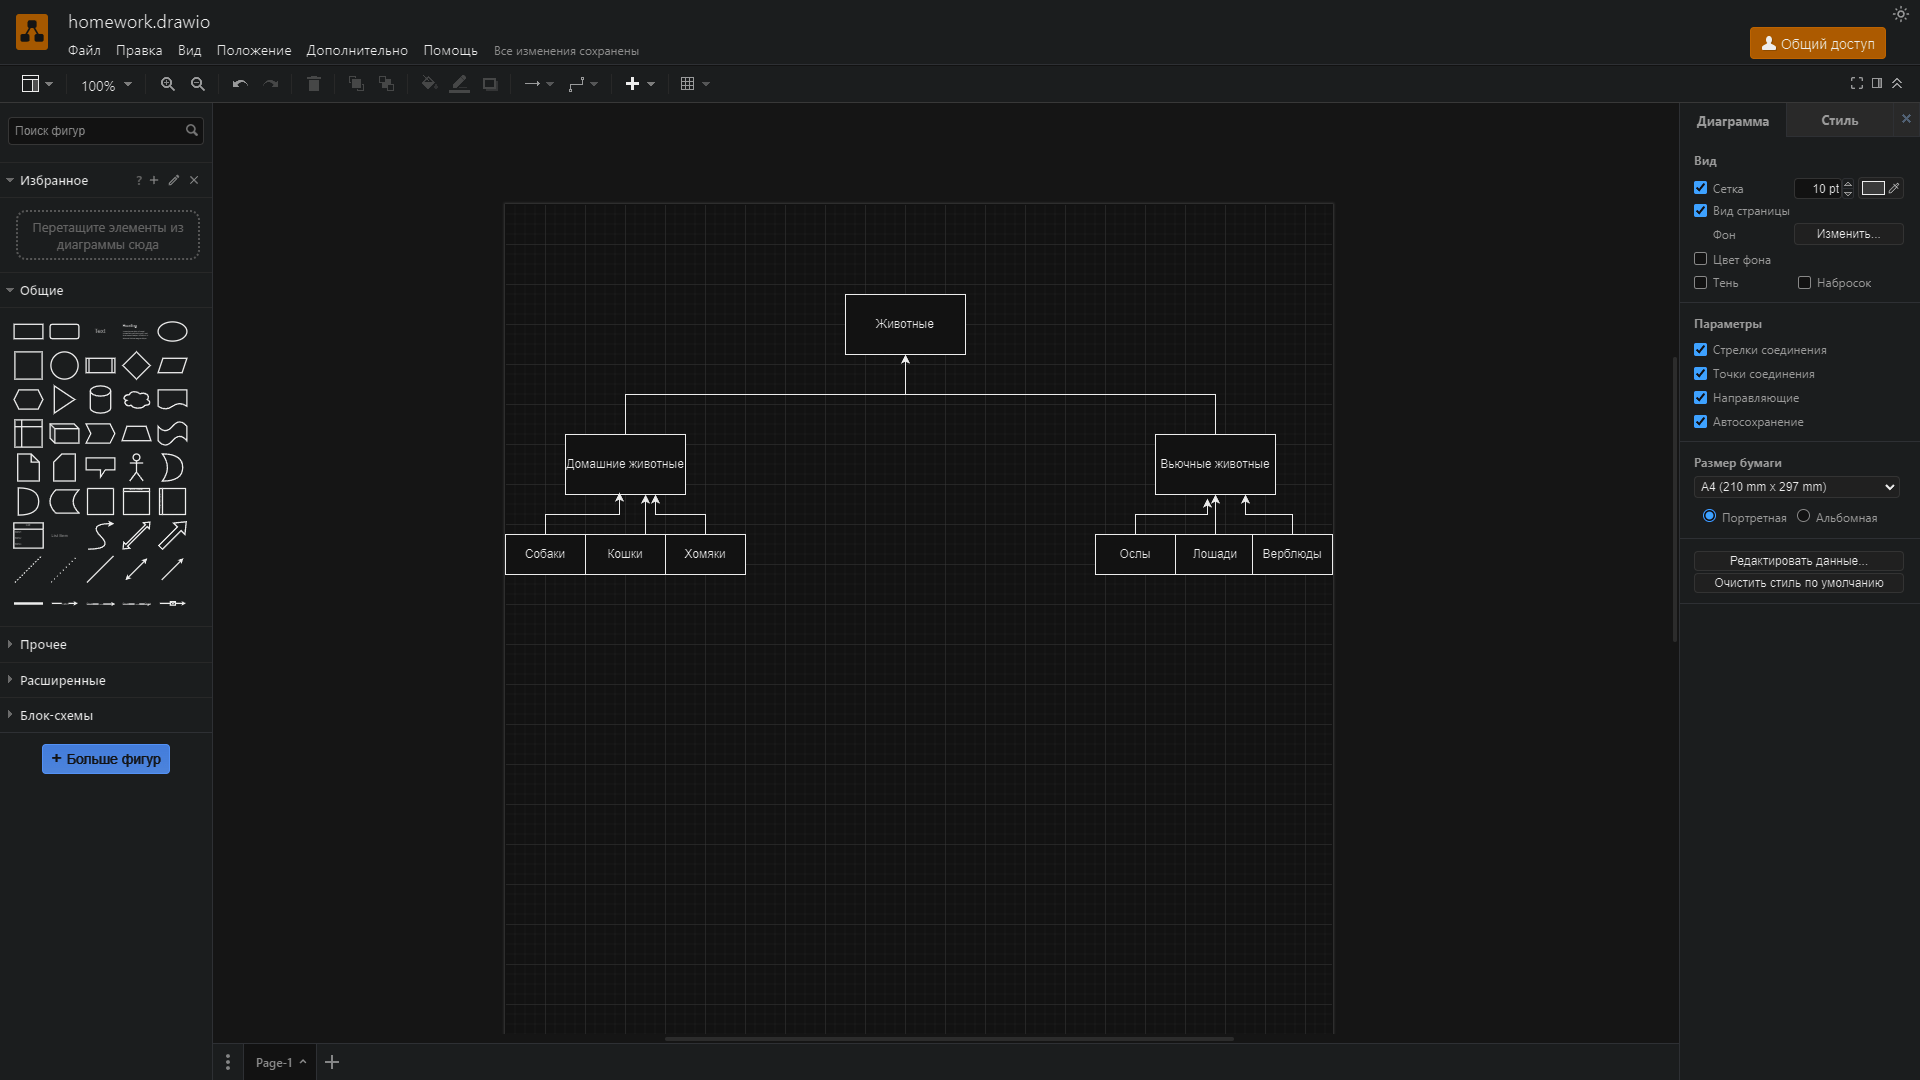 homework.drawio
Файл Правка Вид Положение Дополнительно Помощь Все изменения сохранены
Общий доступ
100%
Поиск фигур
Избранное ?
Перетащите элементы из
диаграммы сюда
Общие
Text
Heading
List Item
Прочее
Расширенные
Блок-схемы
+ Больше фигур
Животные
Домашние животные
Вьючные животные
Собаки Кошки Хомяки
Ослы Лошади Верблюды
Page-1
Диаграмма Стиль
Вид
Сетка 10 pt
Вид страницы
Фон Изменить...
Цвет фона
Тень Набросок
Параметры
Стрелки соединения
Точки соединения
Направляющие
Автосохранение
Размер бумаги
A4 (210 mm x 297 mm)
Портретная Альбомная
Редактировать данные...
Очистить стиль по умолчанию